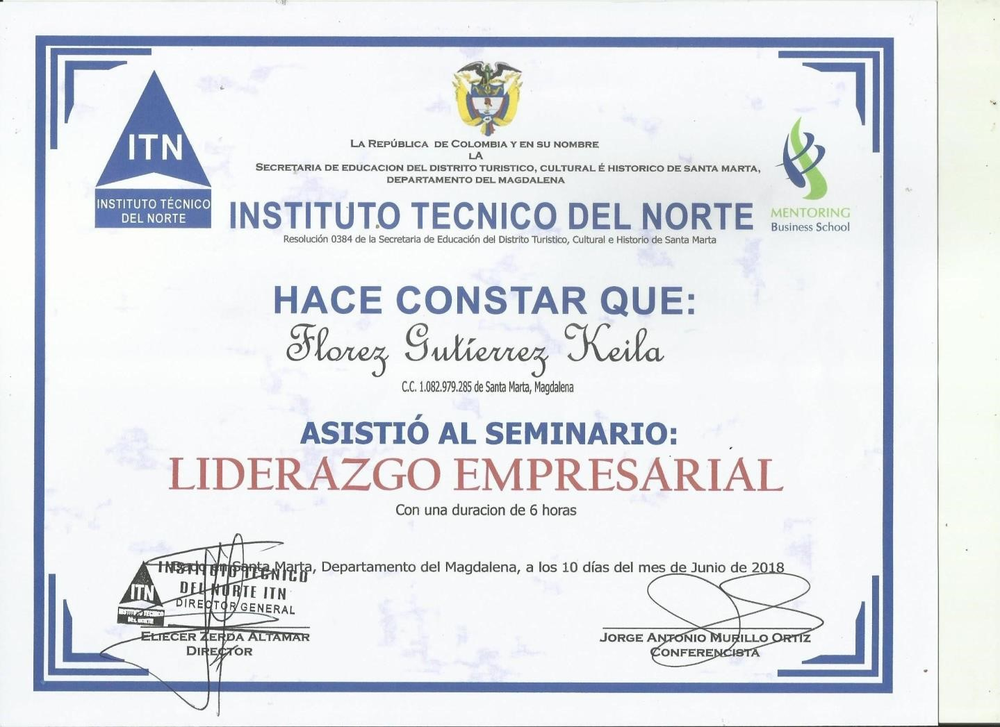 ITN
INSTITUTO TÉCNICO
DEL NORTE
LA REPÚBLICA DE COLOMBIA Y EN SU NOMBRE
LA
SECRETARIA DE EDUCACION DEL DISTRITO TURISTICO, CULTURAL É HISTORICO DE SANTA MARTA,
DEPARTAMENTO DEL MAGDALENA
MENTORING
Business School
INSTITUTO TECNICO DEL NORTE
Resolución 0384 de la Secretaria de Educación del Distrito Turistico, Cultural e Historio de Santa Marta
HACE CONSTAR QUE:
Florez Gutíerrez Keila
C.C. 1.082.979.285 de Santa Marta, Magdalena
ASISTIÓ AL SEMINARIO:
LIDERAZGO EMPRESARIAL
Con una duracion de 6 horas
Dado en Santa Marta, Departamento del Magdalena, a los 10 días del mes de Junio de 2018
ITN
INSTITUTO TECNICO
DEL NORTE
INSTITUTO TECNICO
DEL NORTE ITN
DIRECTOR GENERAL
ELIECER ZERDA ALTAMAR
DIRECTOR
JORGE ANTONIO MURILLO ORTIZ
CONFERENCISTA